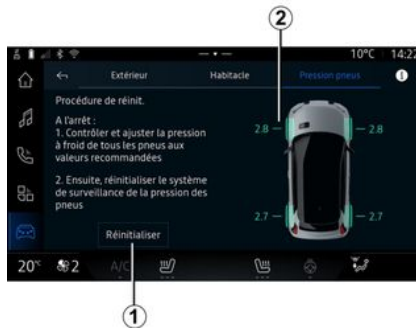 2
10°C 14:22
Extérieur Habitacle Pression pneus
Procédure de réinit.
A l'arrêt :
1. Contrôler et ajuster la pression
à froid de tous les pneus aux
valeurs recommandées
2. Ensuite, réinitialiser le système
de surveillance de la pression des
pneus
2.8 2.8
2.7 2.7
Réinitialiser
20°C 2 A/C
1